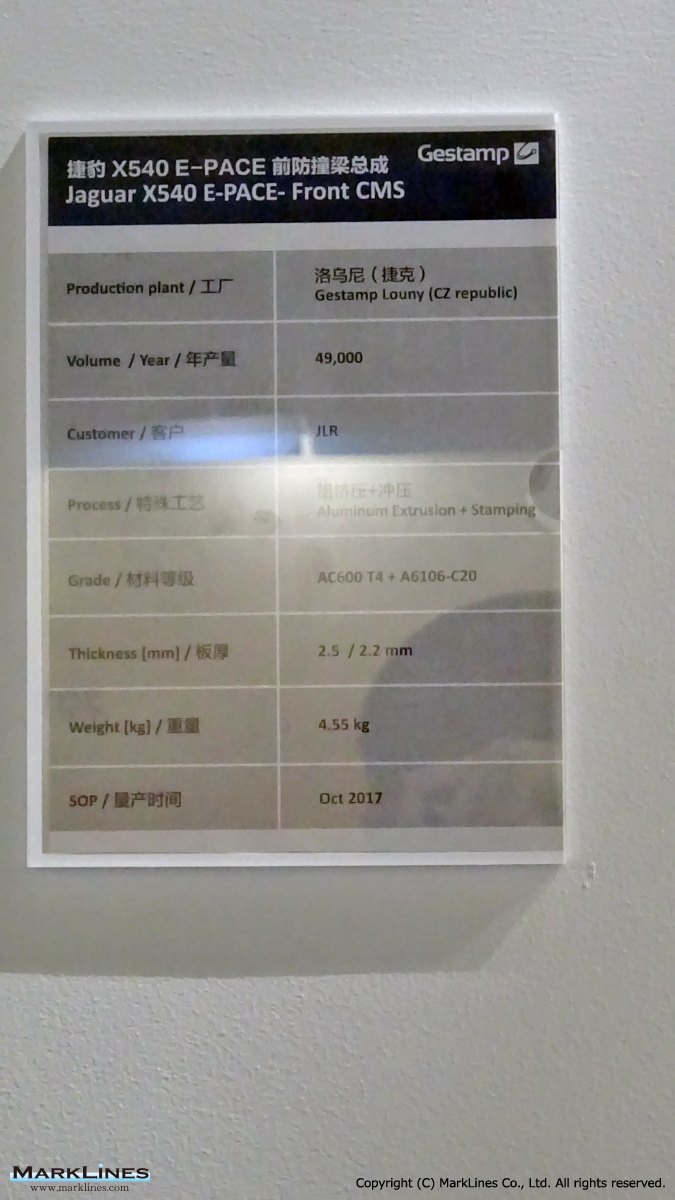 捷豹 X540 E-PACE 前防撞梁总成
Gestamp
Jaguar X540 E-PACE- Front CMS
Production plant / 工厂
洛乌尼（捷克）
Gestamp Louny (CZ republic)
Volume / Year / 年产量
49,000
Customer / 客户
JLR
Process / 特殊工艺
铝挤压+冲压
Aluminum Extrusion + Stamping
Grade / 材料等级
AC600 T4 + A6106-C20
Thickness [mm] / 板厚
2.5 / 2.2 mm
Weight [kg] / 重量
4.55 kg
SOP / 量产时间
Oct 2017
MARKLINES
www.marklines.com
Copyright (C) MarkLines Co., Ltd. All rights reserved.